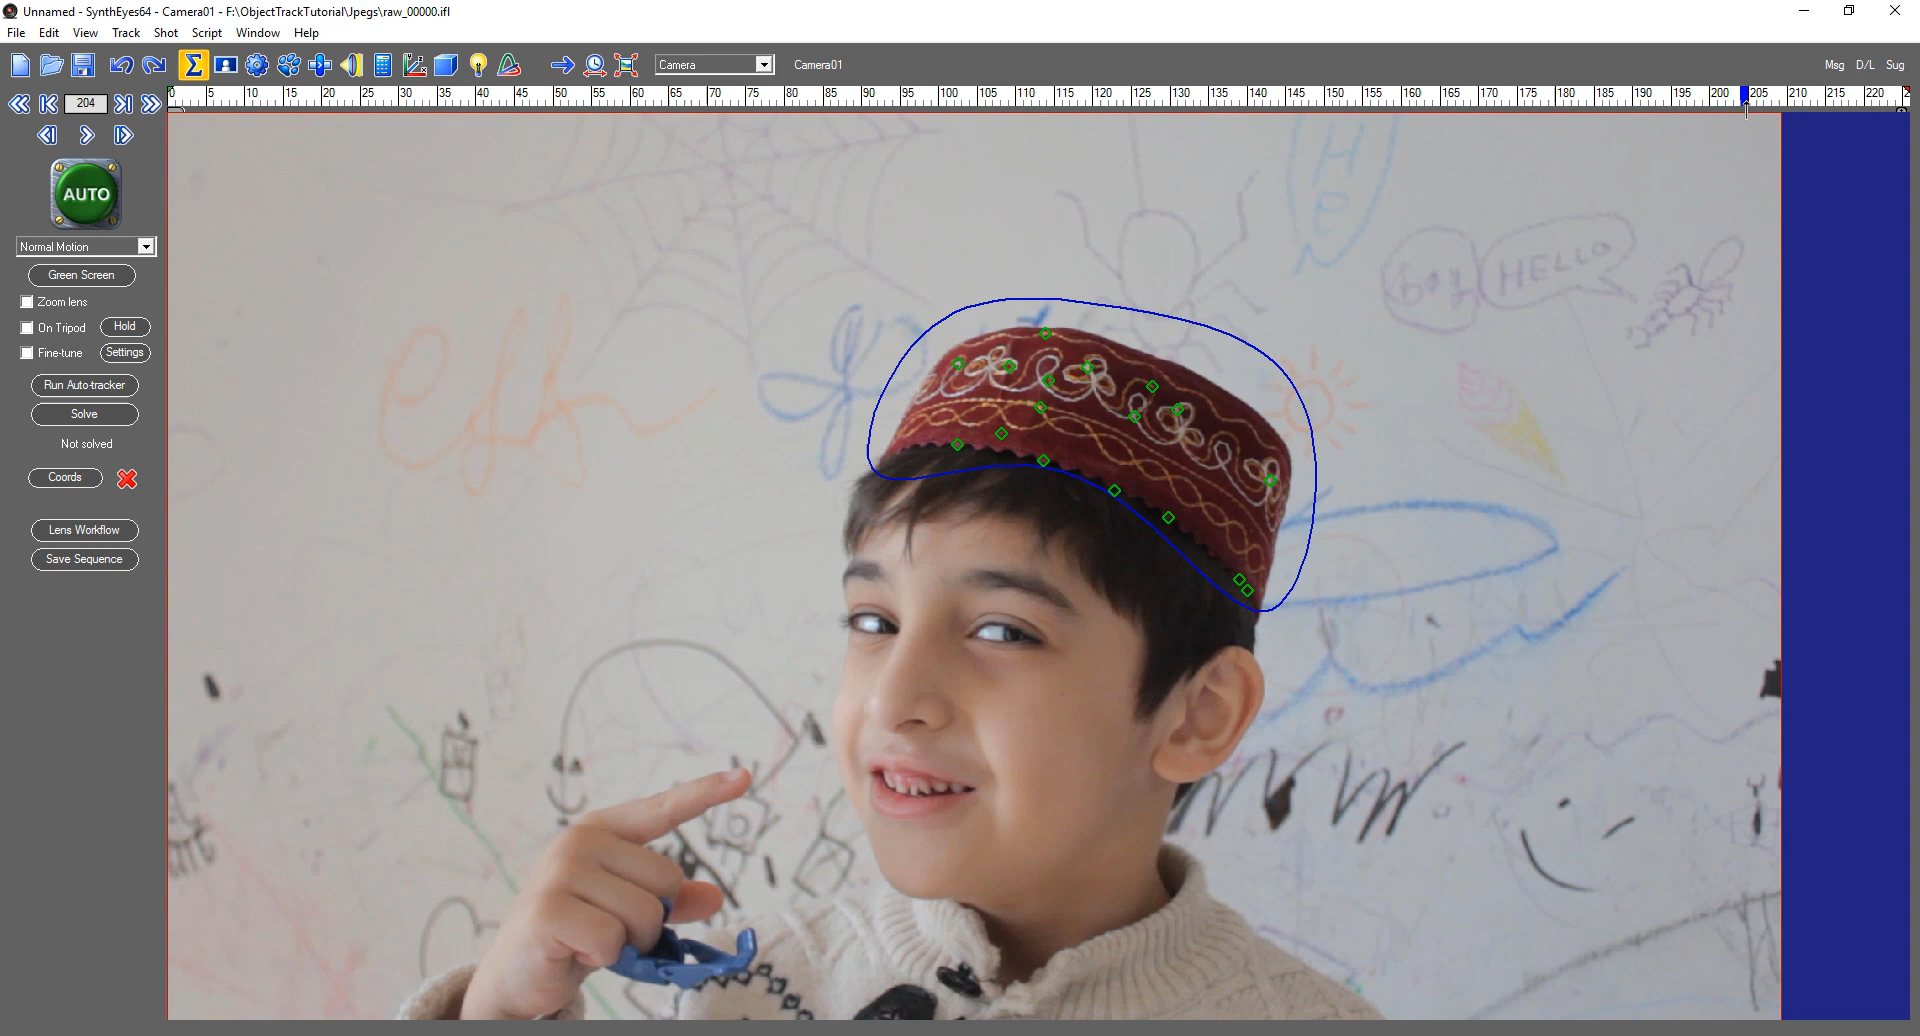 Unnamed - SynthEyes64 - Camera01 - F:\ObjectTrackTutorial\Jpegs\raw_00000.ifl
File Edit View Track Shot Script Window Help
Camera Camera01 Msg D/L Sug
204 0 5 10 15 20 25 30 35 40 45 50 55 60 65 70 75 80 85 90 95 100 105 110 115 120 125 130 135 140 145 150 155 160 165 170 175 180 185 190 195 200 205 210 215 220 2
AUTO
Normal Motion
Green Screen
Zoom lens
On Tripod Hold
Fine-tune Settings
Run Auto-tracker
Solve
Not solved
Coords
Lens Workflow
Save Sequence
boy HELLO